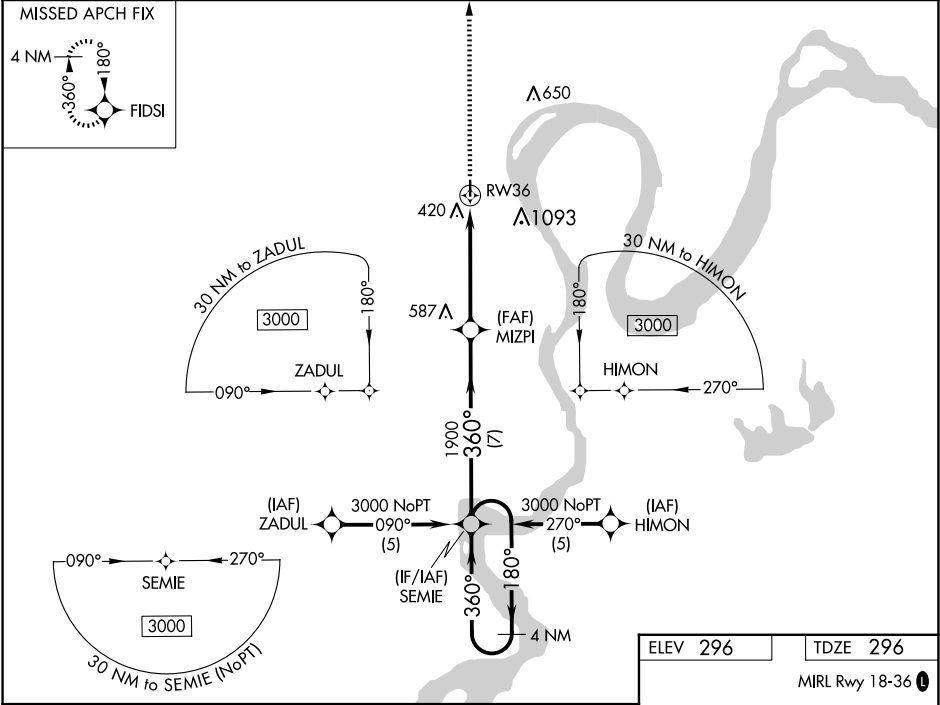 MISSED APCH FIX
4 NM
180°
360°
FIDSI
650
RW36
420
1093
30 NM to ZADUL
3000
180°
ZADUL
090°
587
(FAF)
MIZPI
30 NM to HIMON
180°
3000
HIMON
270°
1900
360°
(7)
(IAF)
ZADUL
3000 NoPT
090°
(5)
3000 NoPT
270°
(5)
(IAF)
HIMON
(IF/IAF)
SEMIE
360°
180°
4 NM
090°
270°
SEMIE
3000
30 NM to SEMIE (NoPT)
ELEV 296
TDZE 296
MIRL Rwy 18-36 L